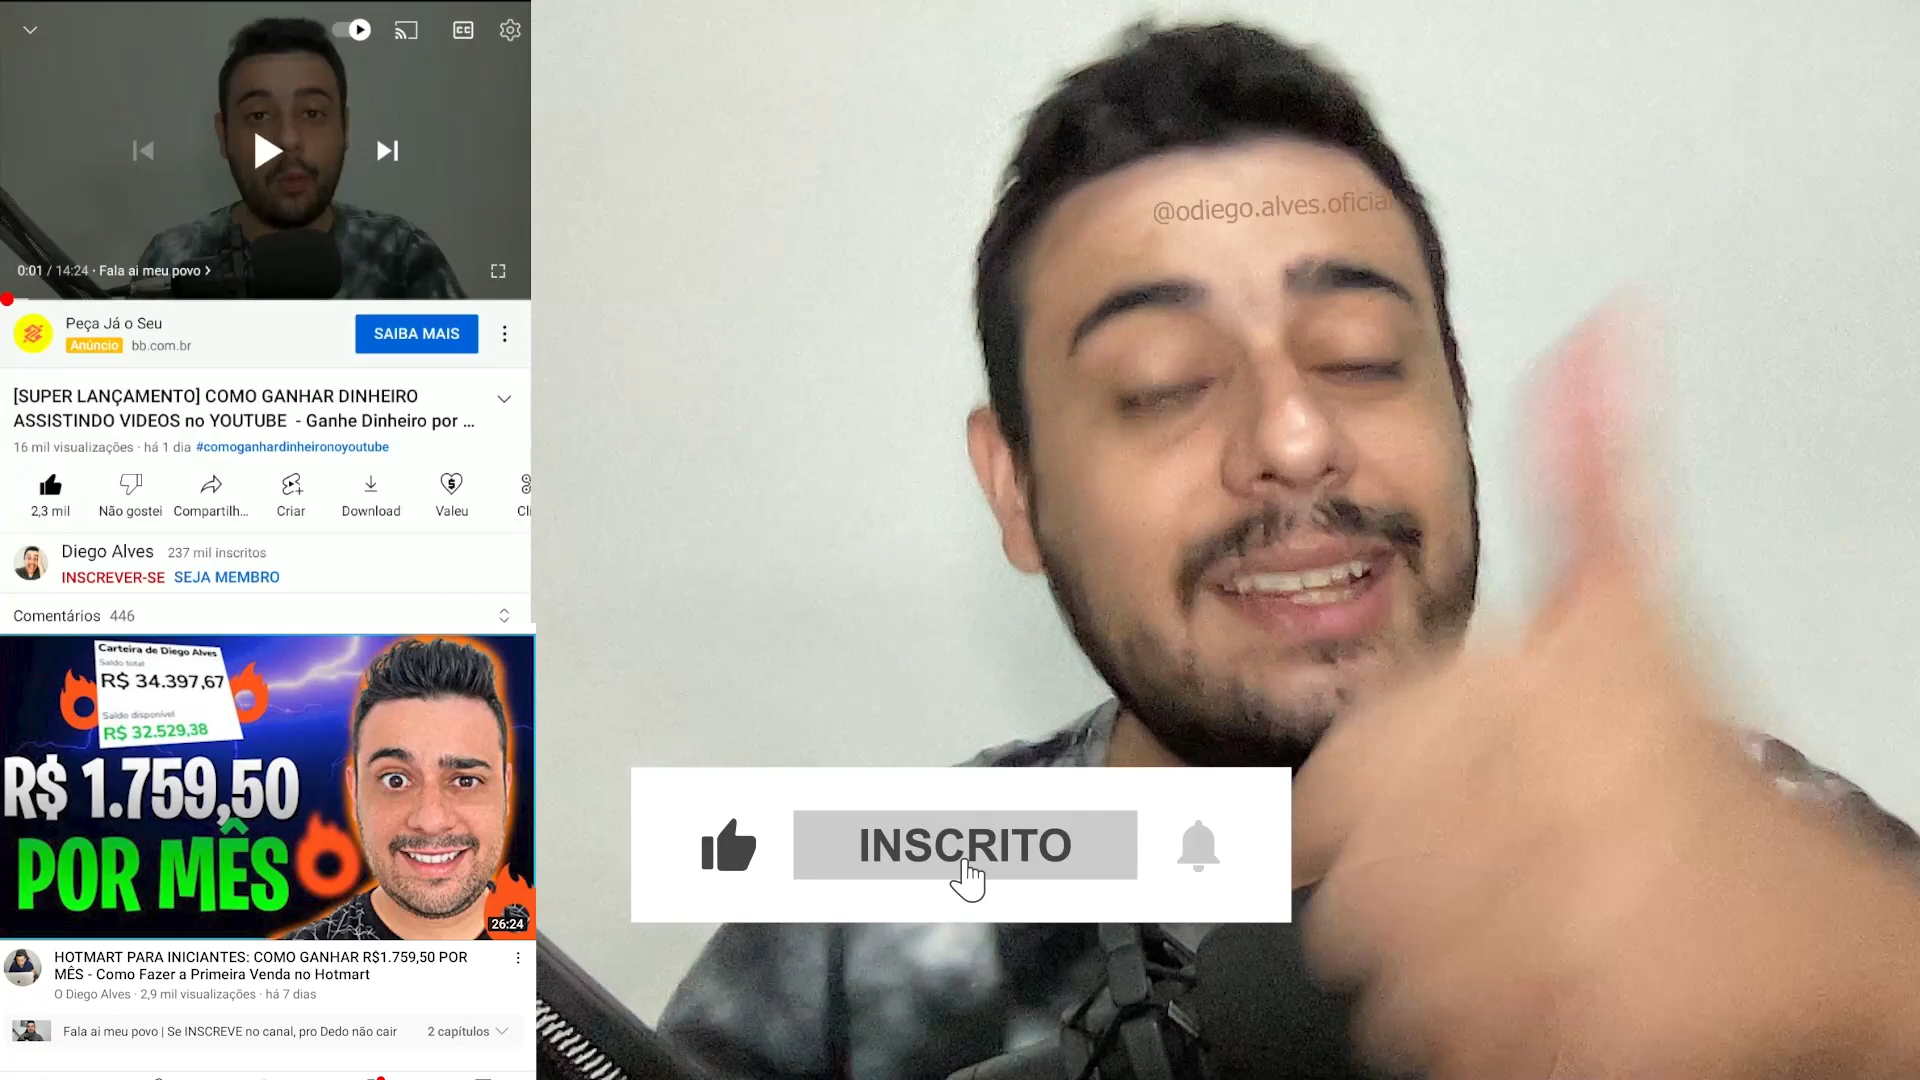 0:01 / 14:24 · Fala ai meu povo
Peça Já o Seu
Anúncio bb.com.br
SAIBA MAIS
[SUPER LANÇAMENTO] COMO GANHAR DINHEIRO
ASSISTINDO VIDEOS no YOUTUBE - Ganhe Dinheiro por ...
16 mil visualizações · há 1 dia #comoganhardinheironoyoutube
2,3 mil Não gostei Compartilh... Criar Download Valeu Cli
Diego Alves 237 mil inscritos
INSCREVER-SE SEJA MEMBRO
Comentários 446
Carteira de Diego Alves
Saldo total
R$ 34.397,67
Saldo disponível
R$ 32.529,38
R$ 1.759,50
POR MÊS
26:24
HOTMART PARA INICIANTES: COMO GANHAR R$1.759,50 POR
MÊS - Como Fazer a Primeira Venda no Hotmart
O Diego Alves · 2,9 mil visualizações · há 7 dias
Fala ai meu povo | Se INSCREVE no canal, pro Dedo não cair 2 capítulos
CC
@odiego.alves.oficial
INSCRITO